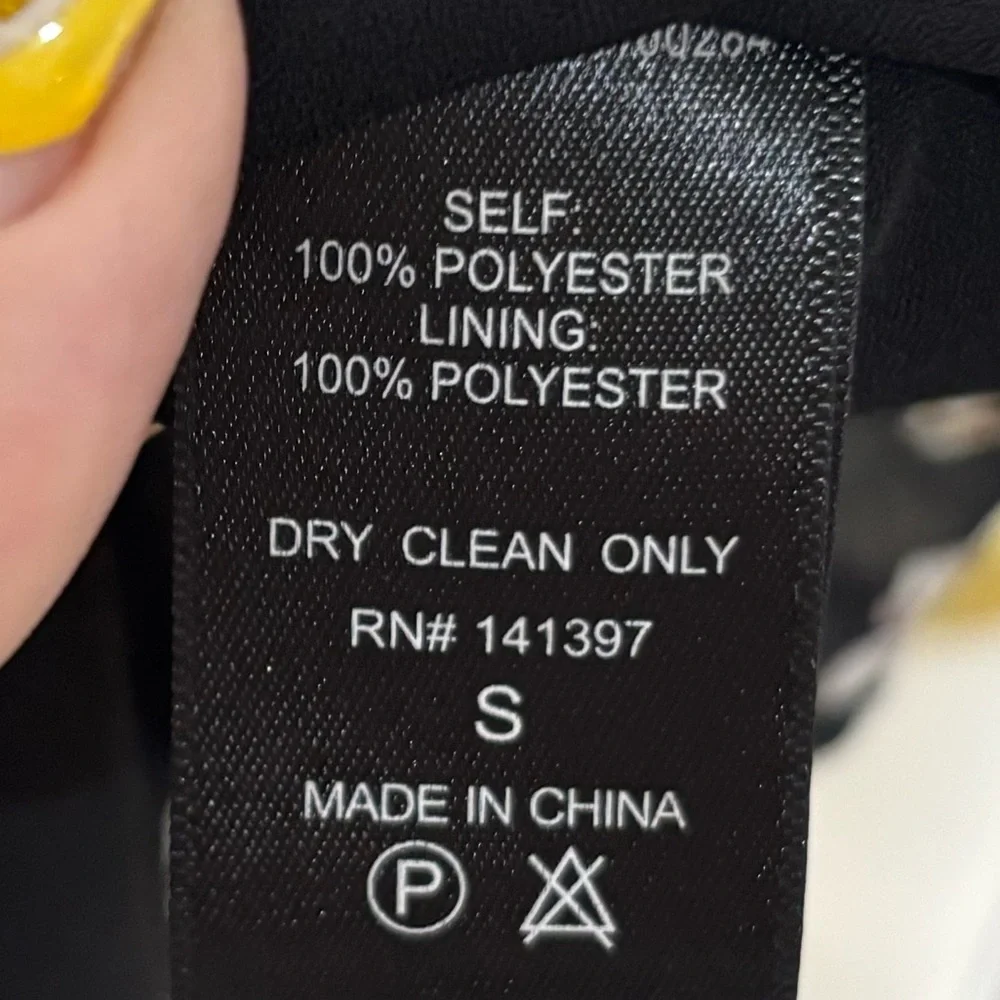 SELF:
100% POLYESTER
LINING:
100% POLYESTER
DRY CLEAN ONLY
RN# 141397
S
MADE IN CHINA
P